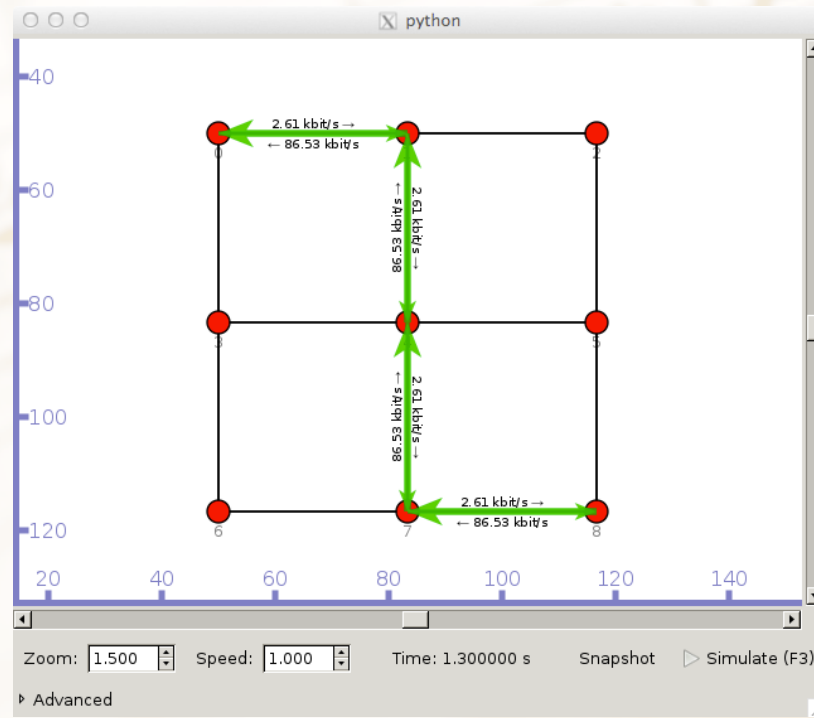 python
40
2.61 kbit/s →
← 86.53 kbit/s
0
2
60
2.61 kbit/s →
← 86.53 kbit/s
80
3
5
100
2.61 kbit/s →
← 86.53 kbit/s
2.61 kbit/s →
← 86.53 kbit/s
120
6
7
8
20 40 60 80 100 120 140
Zoom: 1.500 Speed: 1.000 Time: 1.300000 s Snapshot Simulate (F3)
Advanced